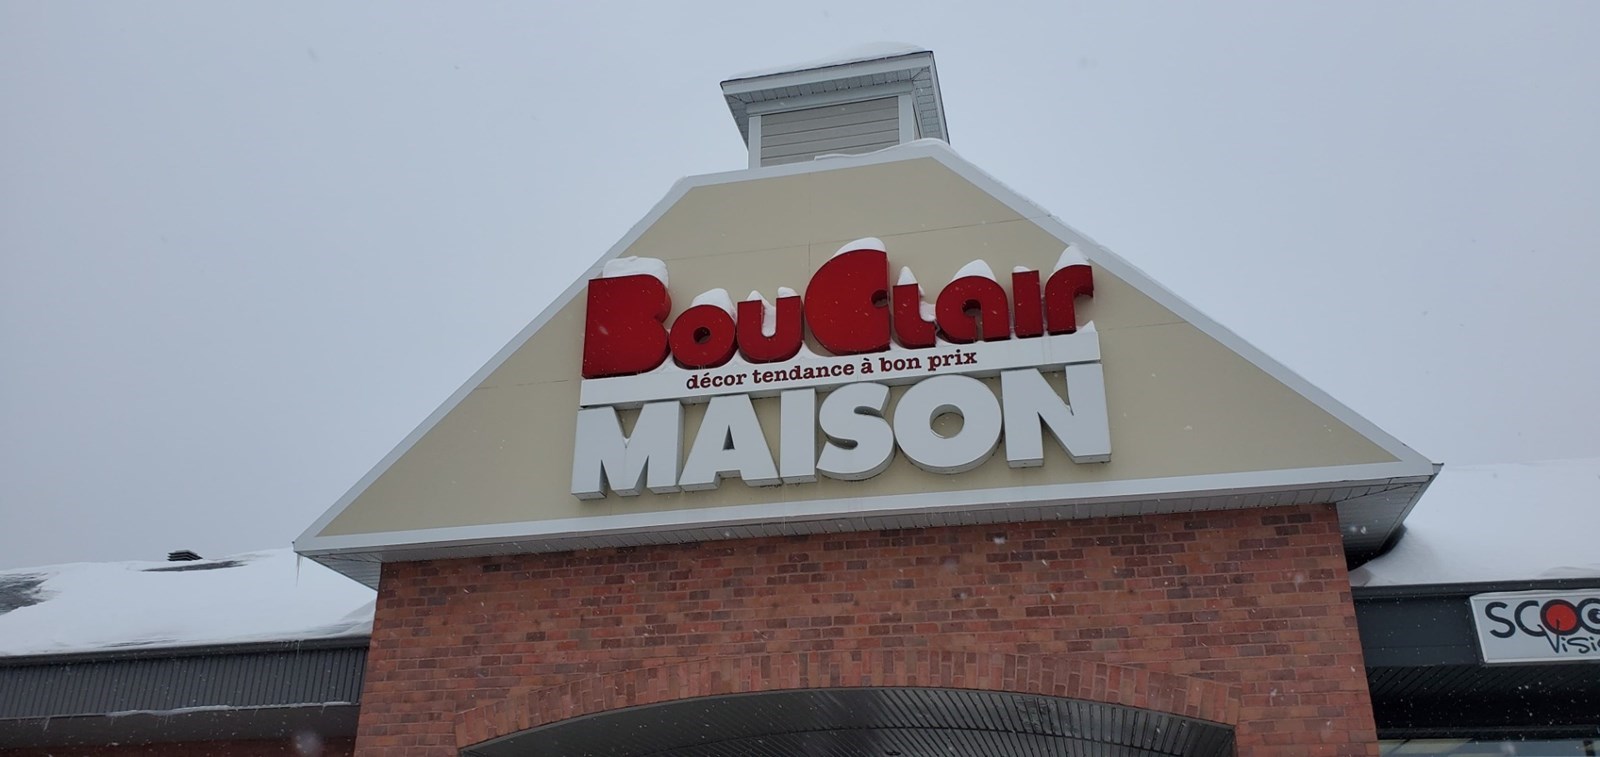 BouClair
décor tendance à bon prix
MAISON